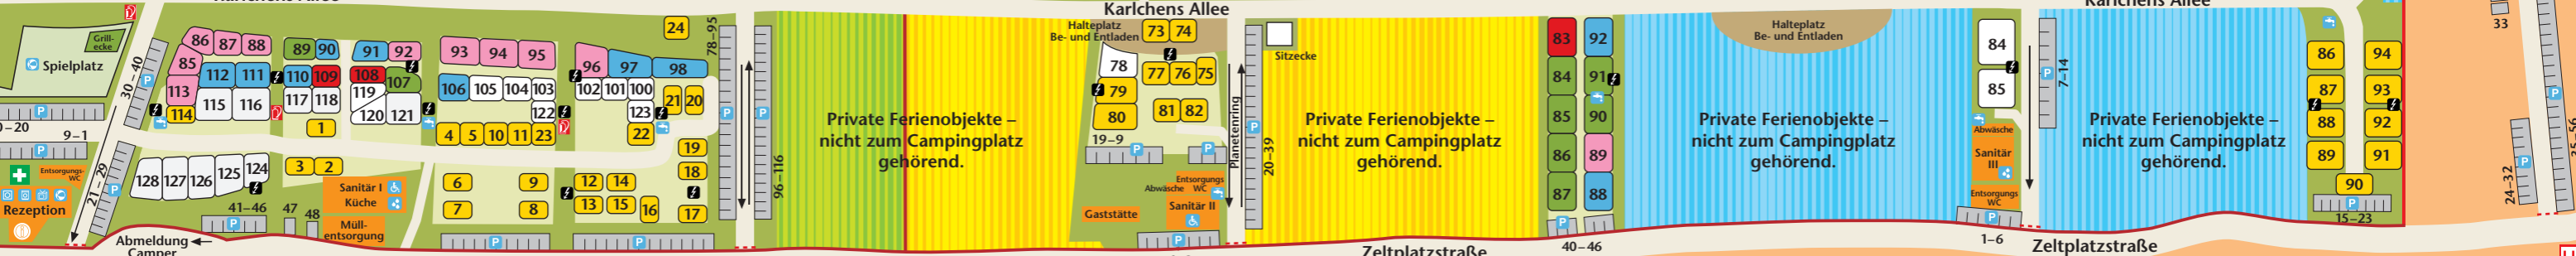 Karlchens Allee
Karlchens Allee
Karlchens Allee
Grill-
ecke
Spielplatz
30–40
0–20
9–1
21–29
Entsorgungs-
WC
Rezeption
Abmeldung
Camper
86 87 88
85
113
114
112 111
115 116
89 90
110 109
117 118
1
91 92
108 107
119
120 121
128 127 126 125 124
3 2
Sanitär I
Küche
Müll-
entsorgung
41–46
47
48
93 94 95
106 105 104 103
122
4 5 10 11 23
6 9
7 8
96 97 98
102 101 100
123
22
21 20
24
19
18
17
12 14
13 15 16
78–95
96–116
Private Ferienobjekte –
nicht zum Campingplatz
gehörend.
Halteplatz
Be- und Entladen
73 74
78
77 76 75
79
80
81 82
19–9
Entsorgungs
WC
Abwäsche
Sanitär II
Gaststätte
Planetenring
20–39
Sitzecke
Private Ferienobjekte –
nicht zum Campingplatz
gehörend.
Zeltplatzstraße
83 92
84 91
85 90
86 89
87 88
40–46
Halteplatz
Be- und Entladen
Private Ferienobjekte –
nicht zum Campingplatz
gehörend.
84
85
Abwäsche
Sanitär
III
Entsorgungs
WC
1–6
7–14
Private Ferienobjekte –
nicht zum Campingplatz
gehörend.
Zeltplatzstraße
86 94
87 93
88 92
89 91
90
15–23
33
24–32